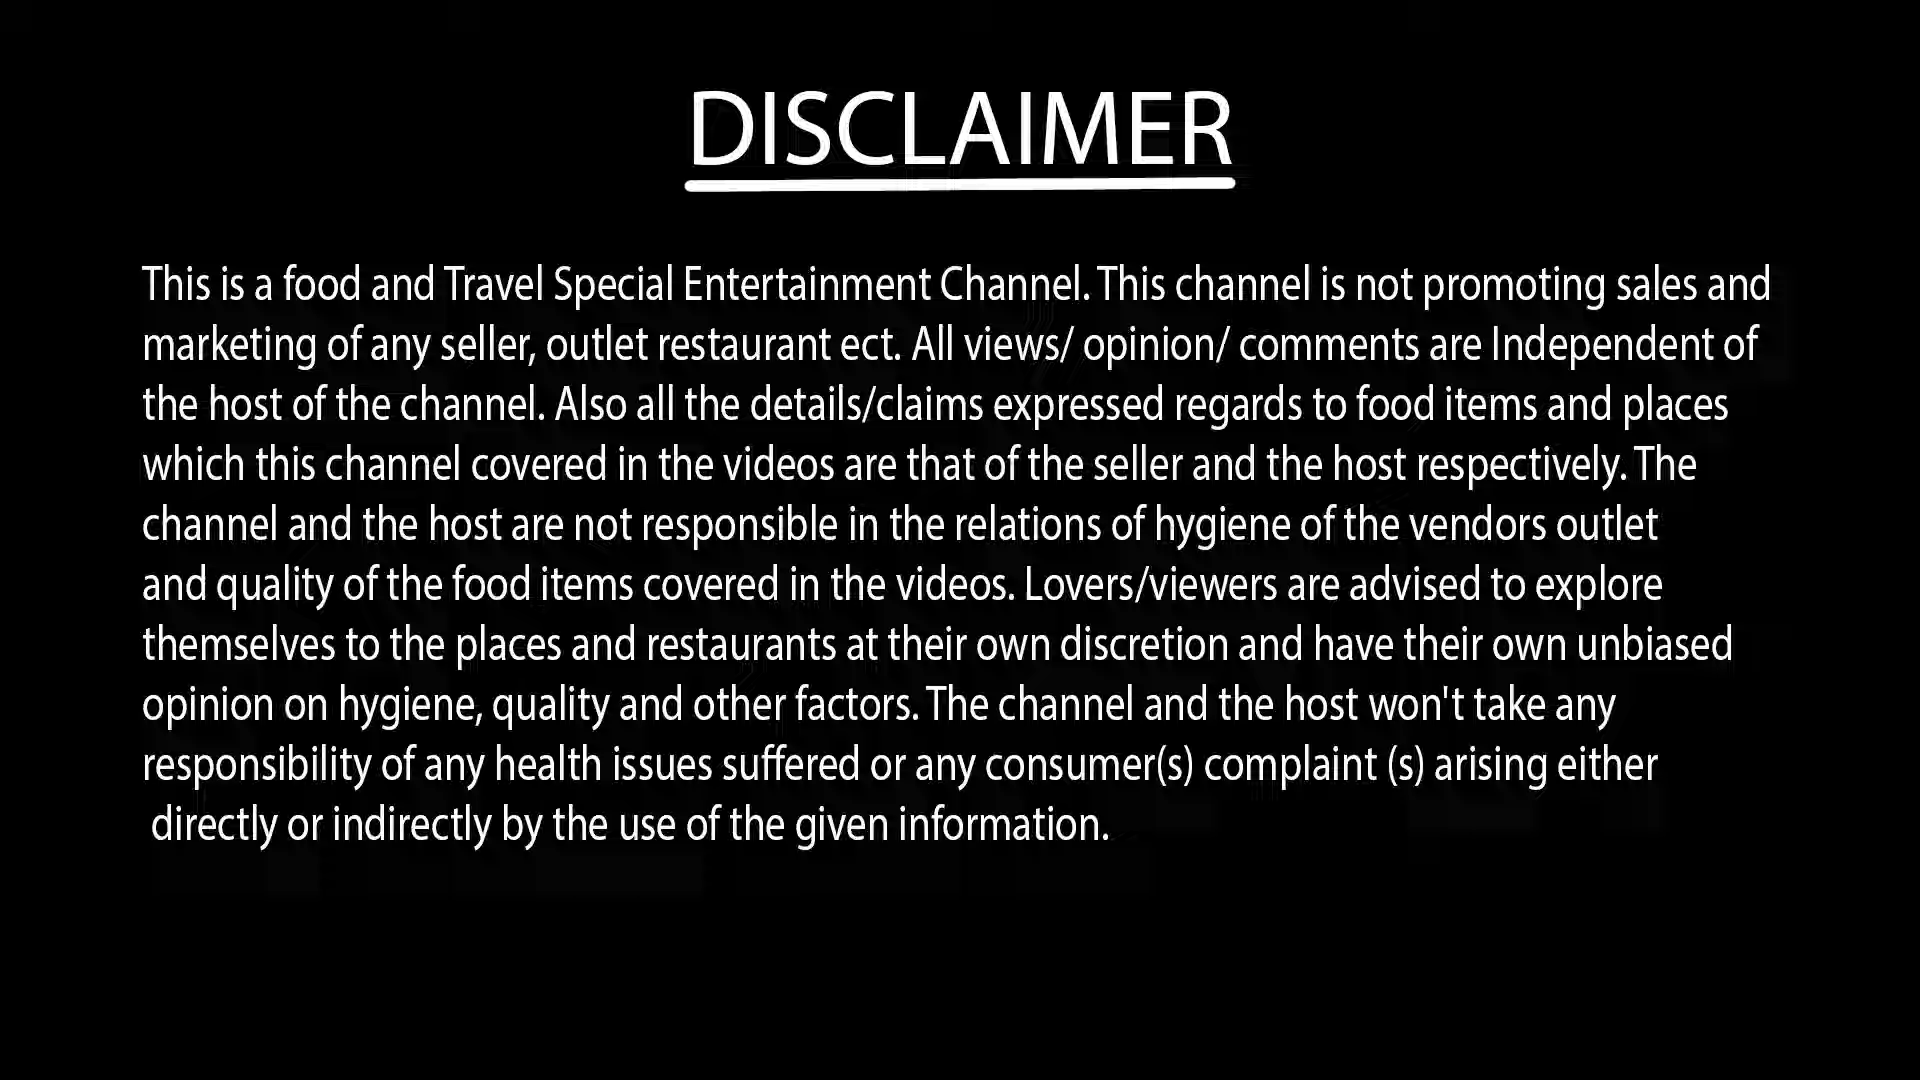 DISCLAIMER
This is a food and Travel Special Entertainment Channel. This channel is not promoting sales and
marketing of any seller, outlet restaurant ect. All views/ opinion/ comments are Independent of
the host of the channel. Also all the details/claims expressed regards to food items and places
which this channel covered in the videos are that of the seller and the host respectively. The
channel and the host are not responsible in the relations of hygiene of the vendors outlet
and quality of the food items covered in the videos. Lovers/viewers are advised to explore
themselves to the places and restaurants at their own discretion and have their own unbiased
opinion on hygiene, quality and other factors. The channel and the host won't take any
responsibility of any health issues suffered or any consumer(s) complaint (s) arising either
directly or indirectly by the use of the given information.